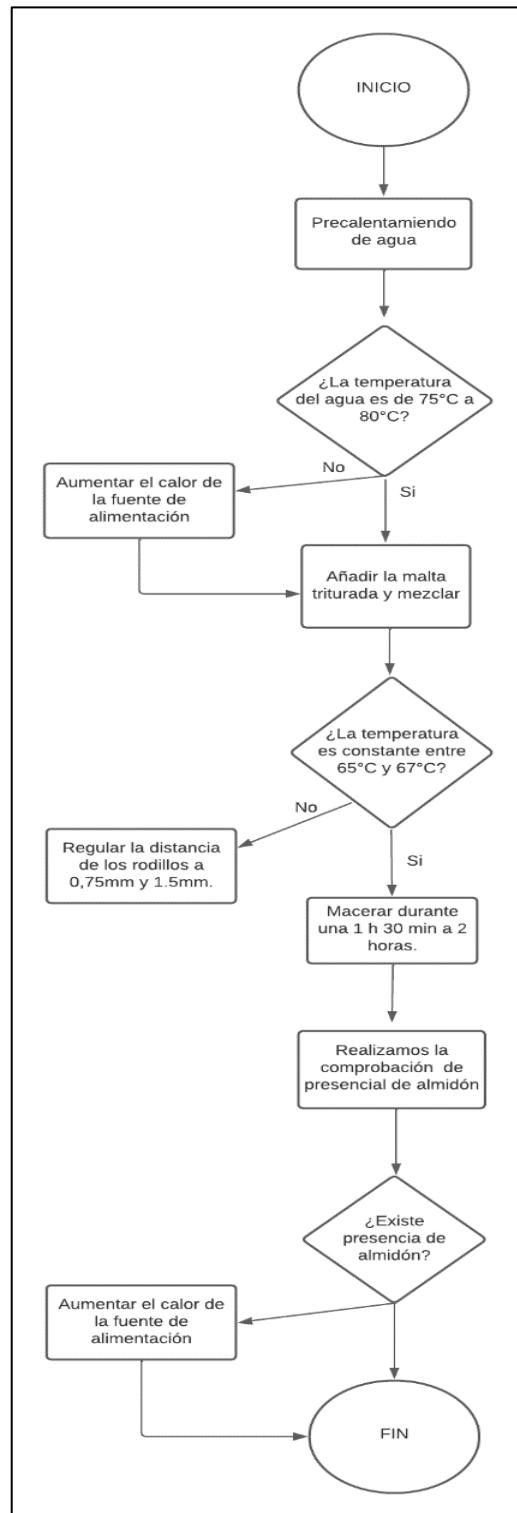 INICIO
Precalentamiendo
de agua
¿La temperatura
del agua es de 75°C a
80°C?
No
Si
Aumentar el calor de
la fuente de
alimentación
Añadir la malta
triturada y mezclar
¿La temperatura
es constante entre
65°C y 67°C?
No
Si
Regular la distancia
de los rodillos a
0,75mm y 1.5mm.
Macerar durante
una 1 h 30 min a 2
horas.
Realizamos la
comprobación de
presencial de almidón
¿Existe
presencia de
almidón?
Aumentar el calor de
la fuente de
alimentación
FIN